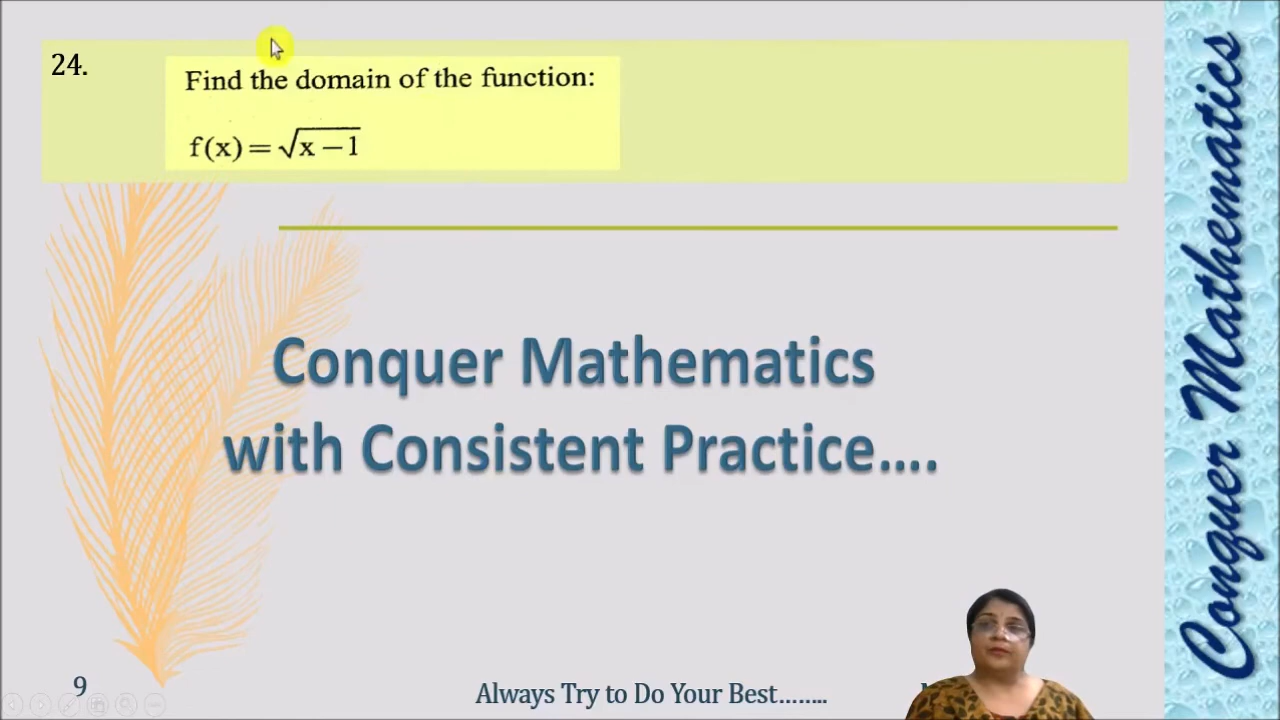 24.
Find the domain of the function:
f(x) = √x – 1
Conquer Mathematics
with Consistent Practice....
9
Always Try to Do Your Best........
Conquer Mathematics